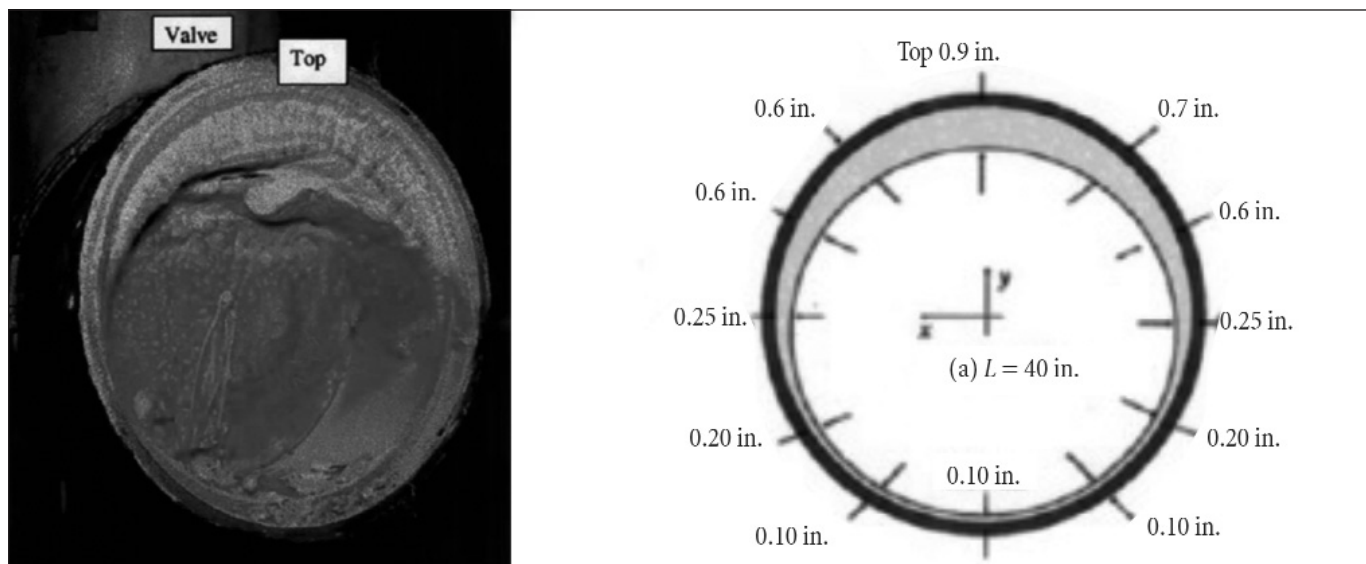 Valve
Top
Top 0.9 in.
0.6 in.
0.7 in.
0.6 in.
0.6 in.
y
0.25 in.
x
0.25 in.
(a) L = 40 in.
0.20 in.
0.20 in.
0.10 in.
0.10 in.
0.10 in.